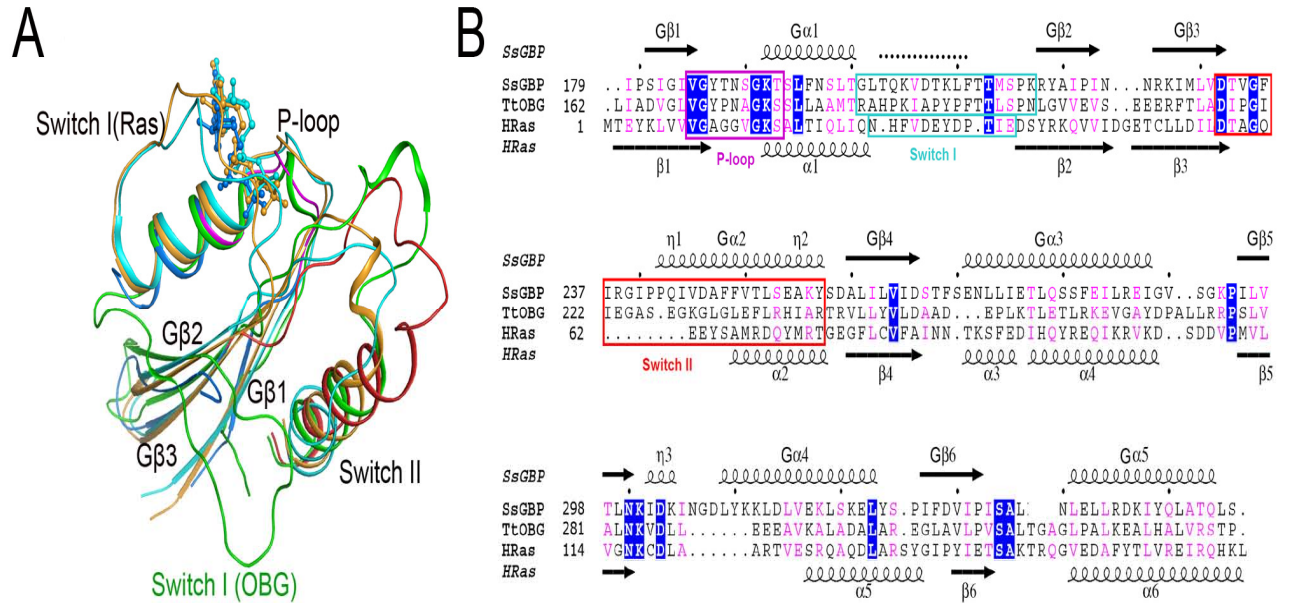 A
Switch I(Ras)
P-loop
Gβ2
Gβ1
Gβ3
Switch II
Switch I (OBG)
B
Gβ1 Gα1 Gβ2 Gβ3
SsGBP
SsGBP 179 ..IPSIGIVGYTNSGKTSLFNSLTGLTQKVDTKLFTTMSPKRYAIPIN...NRKIMLVDTVGF
TtOBG 162 ..LIADVGLVGYPNAGKSSLLAAMTRAHPKIAPYPFTTLSPNLGVVEVS...EEERFTLADIPGI
HRas 1 MTEYKLVVVGAGGVGKSALTIQLIQN.HFVDEYDP.TIEDSYRKQVVIDGETCLLDILDTAGQ
HRas
β1 P-loop α1 Switch I β2 β3
η1 Gα2 η2 Gβ4 Gα3 Gβ5
SsGBP
SsGBP 237 IRGIPPQIVDAFFVTLSEAKYSDALILVIDSTFSENLLIETLQSSFEILREIGV..SGKPILV
TtOBG 222 IEGAS.EGKGLGLEFLRHIARTRVLLYVLDAAD...EPLKTLETLRKEVGAYDPALLRRPSLV
HRas 62 ........EEYSAMRDQYMRTGEGFLCVFAINN.TKSFEDIHQYREQIKRVKD..SDDVPMVL
HRas
Switch II α2 β4 α3 α4 β5
η3 Gα4 Gβ6 Gα5
SsGBP
SsGBP 298 TLNKIDKINGDLYKKLDLVEKLSKELYS.PIFDVIPISAL NLELLRDKIYQLATQLS.
TtOBG 281 ALNKVDLL......EEEAVKALADALAR.EGLAVLPVSALTGAGLPALKEALHALVRSTP.
HRas 114 VGNKCDLA......ARTVESRQAQDLARSYGIPYIETSAKTRQGVEDAFYTLVREIRQHKL
HRas
α5 β6 α6